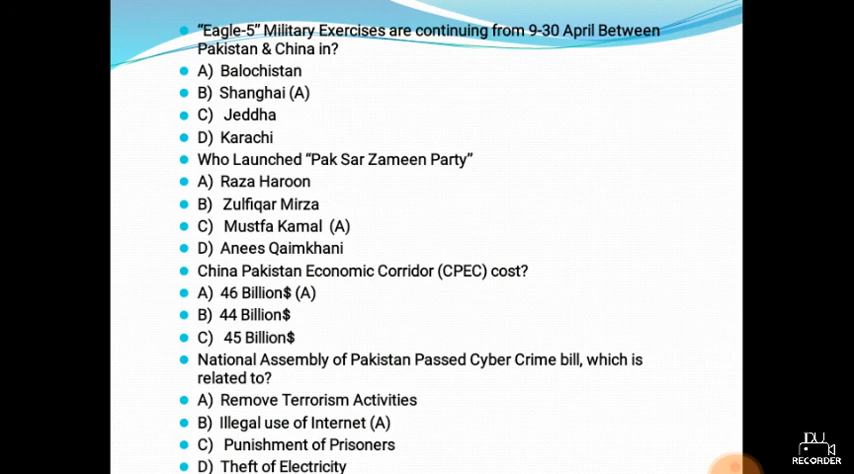 “Eagle-5” Military Exercises are continuing from 9-30 April Between
Pakistan & China in?
A) Balochistan
B) Shanghai (A)
C) Jeddha
D) Karachi
Who Launched “Pak Sar Zameen Party”
A) Raza Haroon
B) Zulfiqar Mirza
C) Mustfa Kamal (A)
D) Anees Qaimkhani
China Pakistan Economic Corridor (CPEC) cost?
A) 46 Billion$ (A)
B) 44 Billion$
C) 45 Billion$
National Assembly of Pakistan Passed Cyber Crime bill, which is
related to?
A) Remove Terrorism Activities
B) Illegal use of Internet (A)
C) Punishment of Prisoners
D) Theft of Electricity
DU
RECORDER